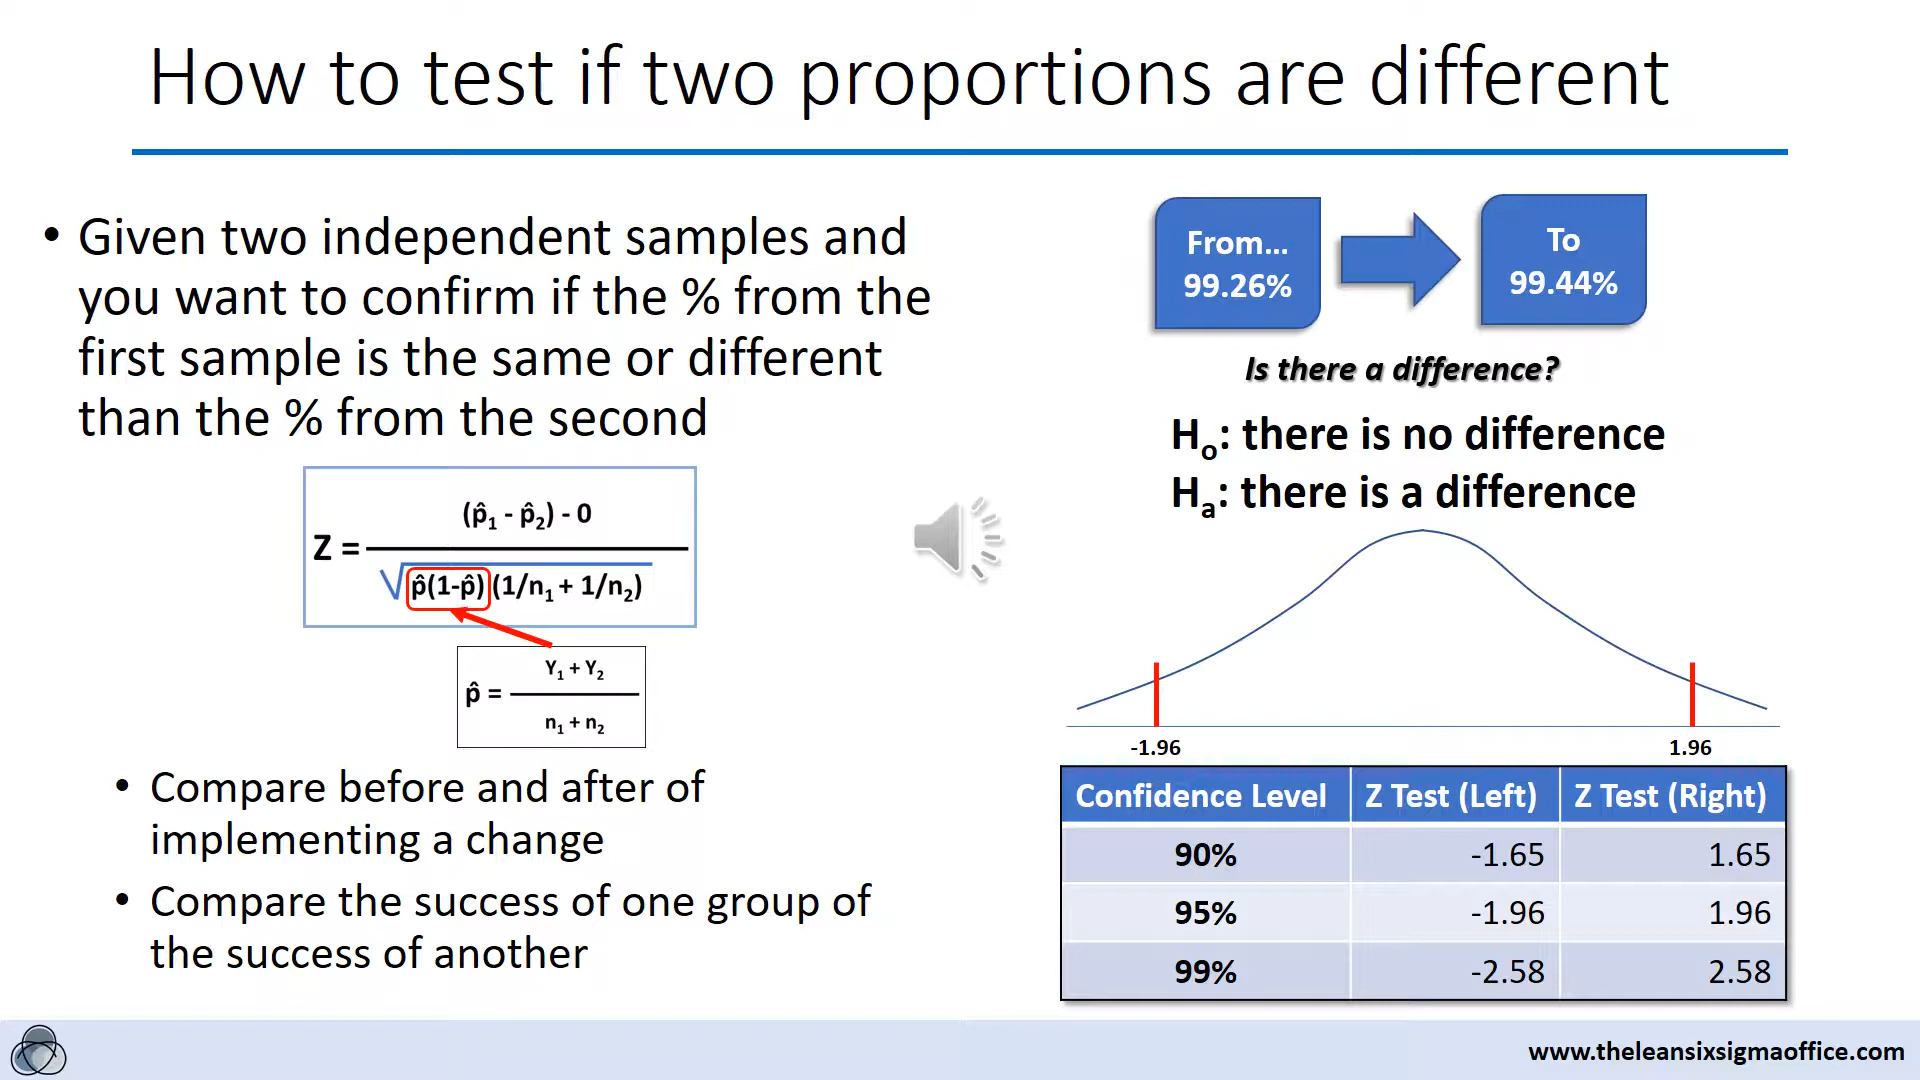 How to test if two proportions are different
• Given two independent samples and
you want to confirm if the % from the
first sample is the same or different
than the % from the second
Z = (p̂₁ - p̂₂) - 0
√p̂(1-p̂)(1/n₁ + 1/n₂)
p̂ = Y₁ + Y₂
n₁ + n₂
• Compare before and after of
implementing a change
• Compare the success of one group of
the success of another
From...
99.26%
To
99.44%
Is there a difference?
Hₒ: there is no difference
Hₐ: there is a difference
-1.96 1.96
Confidence Level Z Test (Left) Z Test (Right)
90% -1.65 1.65
95% -1.96 1.96
99% -2.58 2.58
www.theleansixsigmaoffice.com